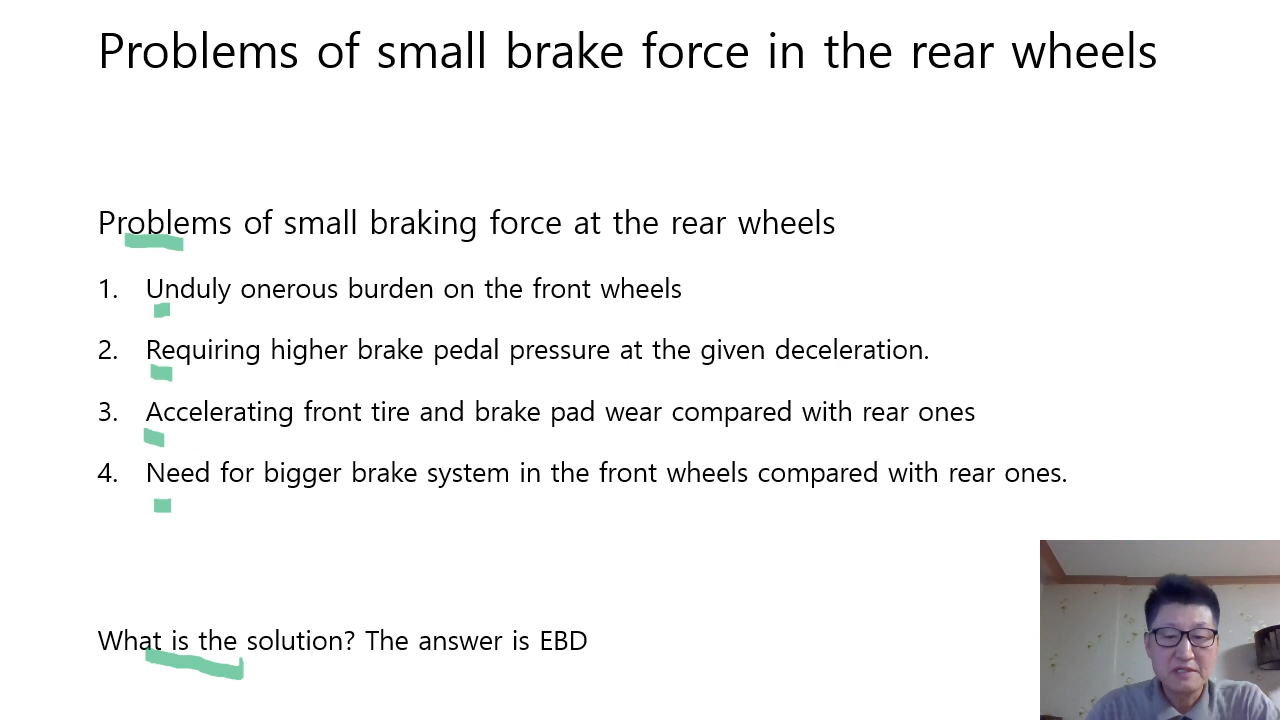 Problems of small brake force in the rear wheels
Problems of small braking force at the rear wheels
1. Unduly onerous burden on the front wheels
2. Requiring higher brake pedal pressure at the given deceleration.
3. Accelerating front tire and brake pad wear compared with rear ones
4. Need for bigger brake system in the front wheels compared with rear ones.
What is the solution? The answer is EBD